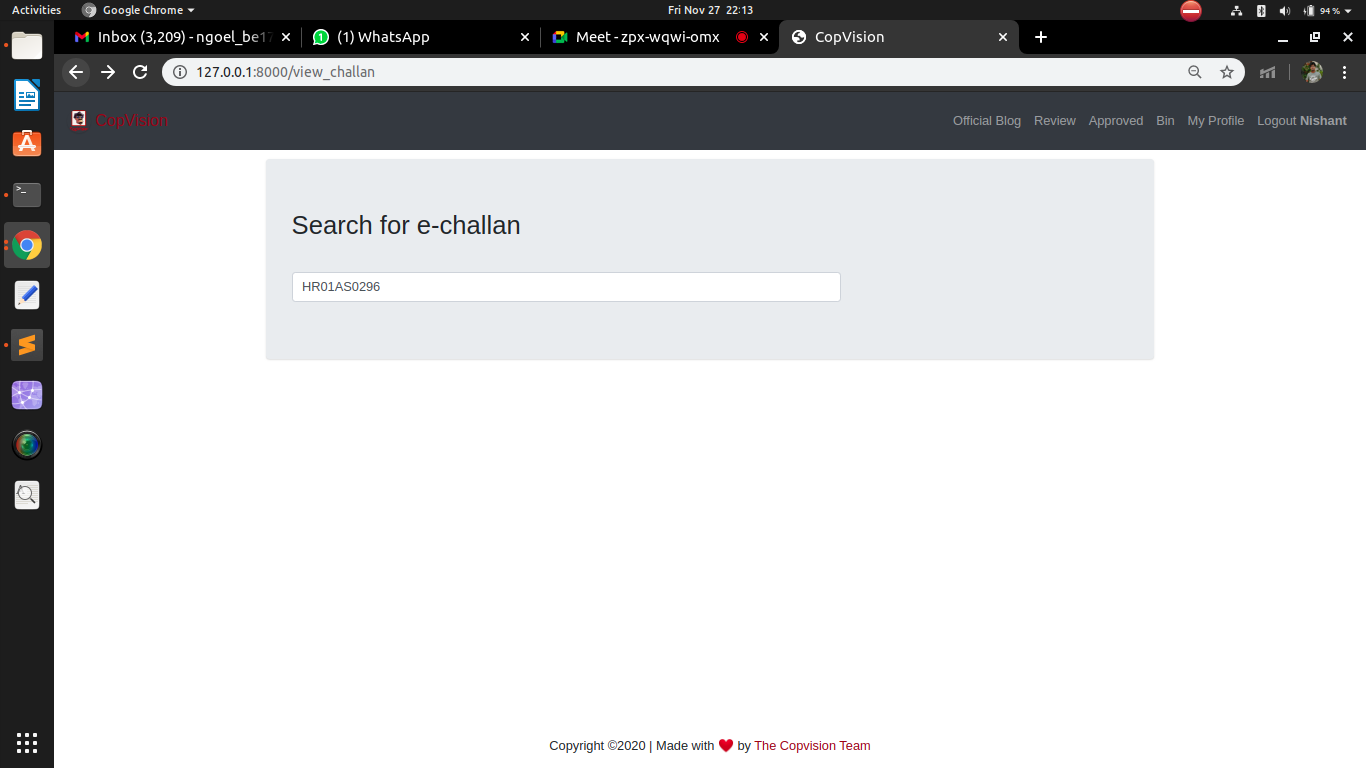 Activities Google Chrome Fri Nov 27 22:13 94 %
Inbox (3,209) - ngoel_be17 (1) WhatsApp Meet - zpx-wqwi-omx CopVision
127.0.0.1:8000/view_challan
CopVision Official Blog Review Approved Bin My Profile Logout Nishant
Search for e-challan
HR01AS0296
Copyright ©2020 | Made with ❤️ by The Copvision Team